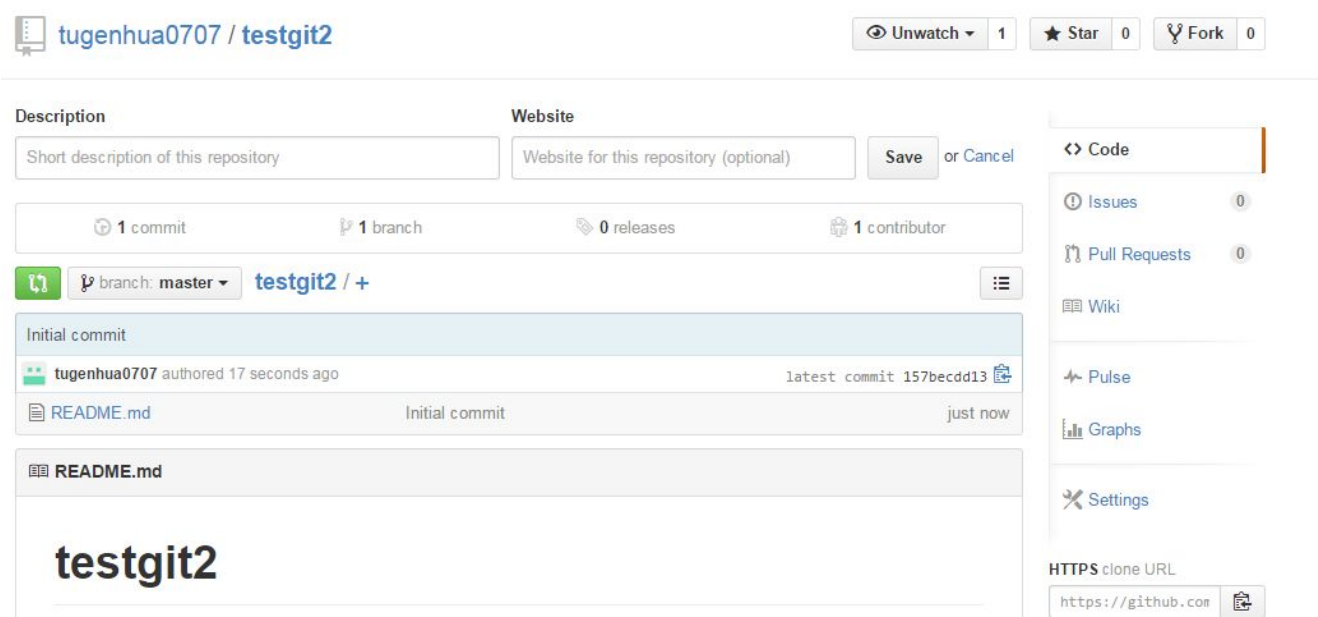 tugenhua0707 / testgit2
Unwatch 1 Star 0 Fork 0
Description Website
Short description of this repository Website for this repository (optional) Save or Cancel
1 commit 1 branch 0 releases 1 contributor
branch: master testgit2 / +
Initial commit
tugenhua0707 authored 17 seconds ago latest commit 157becdd13
README.md Initial commit just now
README.md
testgit2
Code
Issues 0
Pull Requests 0
Wiki
Pulse
Graphs
Settings
HTTPS clone URL
https://github.com